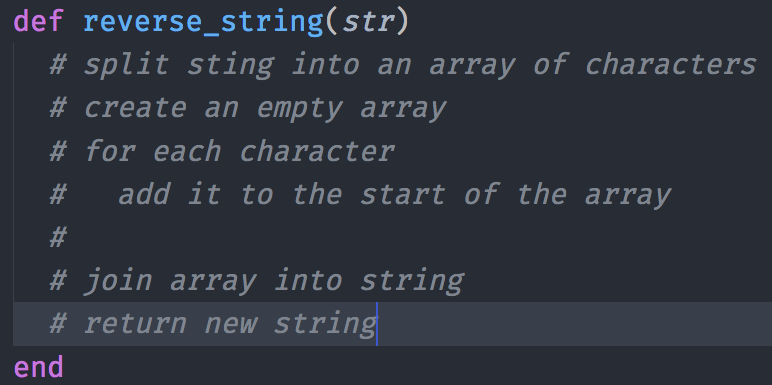 def reverse_string(str)
  # split sting into an array of characters
  # create an empty array
  # for each character
  #   add it to the start of the array
  #
  # join array into string
  # return new string
end